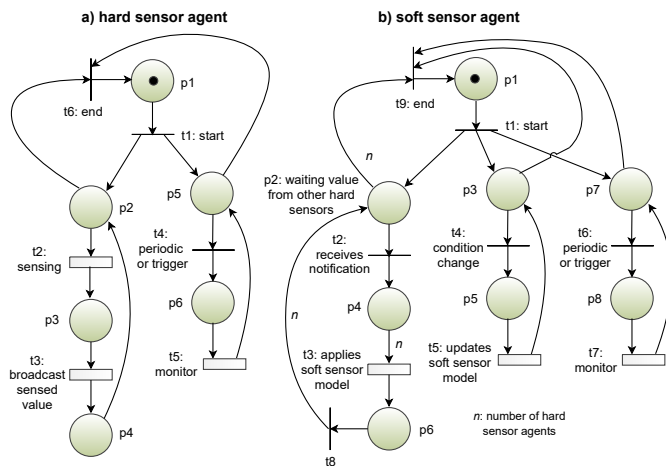 a) hard sensor agent
p1
t6: end
t1: start
p2
p5
t2:
sensing
t4:
periodic
or trigger
p3
p6
t3:
broadcast
sensed
value
t5:
monitor
p4
b) soft sensor agent
p1
t9: end
t1: start
n
p2: waiting value
from other hard
sensors
p3
p7
t2:
receives
notification
t4:
condition
change
t6:
periodic
or trigger
n
p4
p5
p8
n
t3: applies
soft sensor
model
t5: updates
soft sensor
model
t7:
monitor
p6
t8
n: number of hard
sensor agents